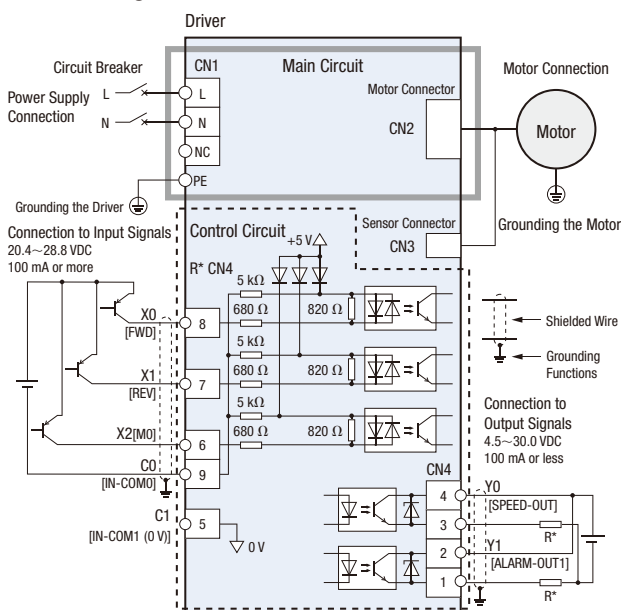 Driver
Circuit Breaker
CN1
Main Circuit
Motor Connection
Power Supply
Connection
L
N
L
N
NC
PE
Motor Connector
CN2
Motor
Grounding the Driver
Grounding the Motor
Connection to Input Signals
20.4~28.8 VDC
100 mA or more
Control Circuit
Sensor Connector
CN3
+5 V
R* CN4
5 kΩ
X0
[FWD]
8
680 Ω
820 Ω
Shielded Wire
Grounding
Functions
5 kΩ
X1
[REV]
7
680 Ω
820 Ω
5 kΩ
X2[M0]
6
680 Ω
820 Ω
C0
[IN-COM0]
9
Connection to
Output Signals
4.5~30.0 VDC
100 mA or less
CN4
C1
[IN-COM1 (0 V)]
5
0 V
4
Y0
[SPEED-OUT]
3
R*
2
Y1
[ALARM-OUT1]
1
R*